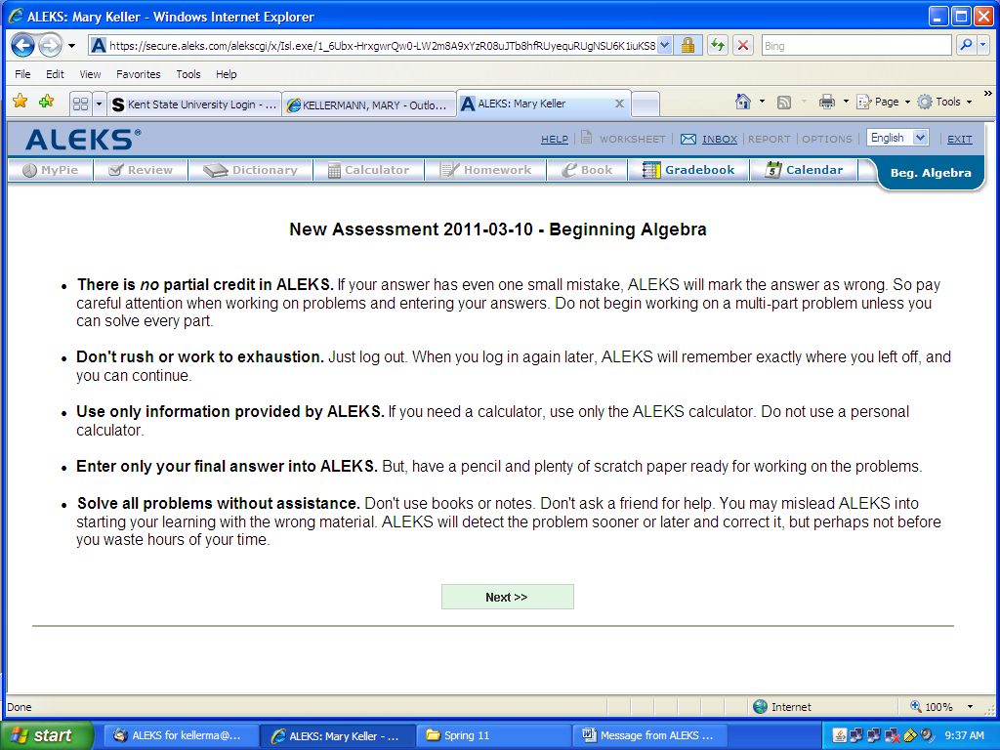 ALEKS: Mary Keller - Windows Internet Explorer
https://secure.aleks.com/alekscgi/x/Isl.exe/1_6Ubx-HrxgwrQw0-LW2m8A9xYzR08uJTb8hfRUyequRUgNSU6K1iuKS8
Bing
File Edit View Favorites Tools Help
Kent State University Login - ... KELLERMANN, MARY - Outlo... ALEKS: Mary Keller Page Tools
ALEKS®
HELP WORKSHEET INBOX REPORT OPTIONS English EXIT
MyPie Review Dictionary Calculator Homework Book Gradebook Calendar Beg. Algebra
New Assessment 2011-03-10 - Beginning Algebra
• There is no partial credit in ALEKS. If your answer has even one small mistake, ALEKS will mark the answer as wrong. So pay
careful attention when working on problems and entering your answers. Do not begin working on a multi-part problem unless you
can solve every part.
• Don't rush or work to exhaustion. Just log out. When you log in again later, ALEKS will remember exactly where you left off, and
you can continue.
• Use only information provided by ALEKS. If you need a calculator, use only the ALEKS calculator. Do not use a personal
calculator.
• Enter only your final answer into ALEKS. But, have a pencil and plenty of scratch paper ready for working on the problems.
• Solve all problems without assistance. Don't use books or notes. Don't ask a friend for help. You may mislead ALEKS into
starting your learning with the wrong material. ALEKS will detect the problem sooner or later and correct it, but perhaps not before
you waste hours of your time.
Next >>
Done Internet 100%
start ALEKS for kellerma@... ALEKS: Mary Keller - ... Spring 11 Message from ALEKS ... 9:37 AM